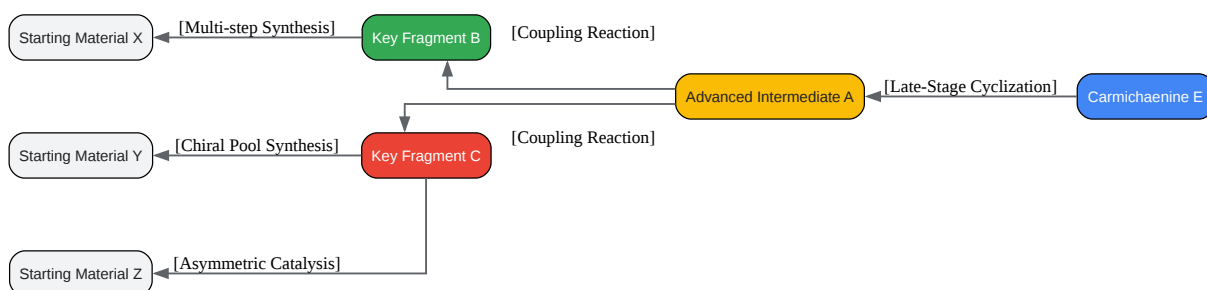 Starting Material X
[Multi-step Synthesis]
Key Fragment B
[Coupling Reaction]
Advanced Intermediate A
[Late-Stage Cyclization]
Carmichaenine E
Starting Material Y
[Chiral Pool Synthesis]
Key Fragment C
[Coupling Reaction]
Starting Material Z
[Asymmetric Catalysis]